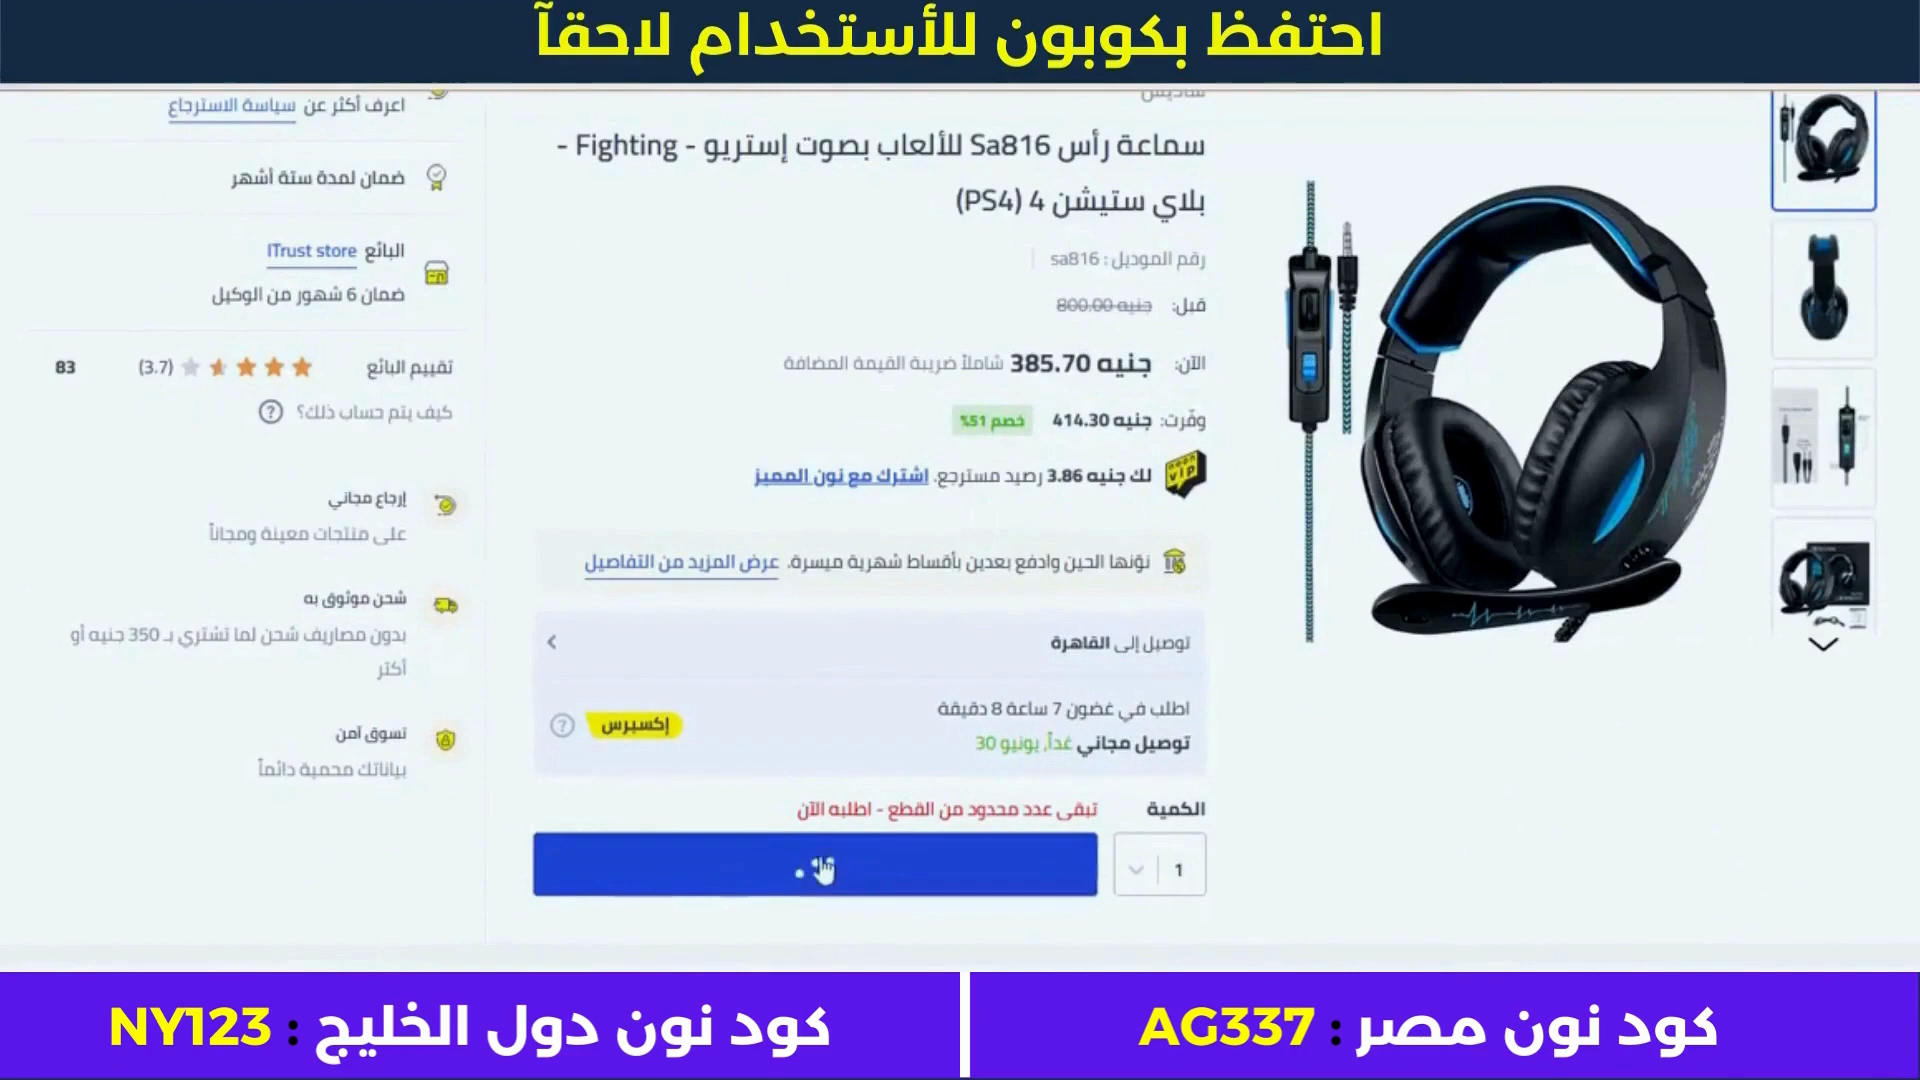 احتفظ بكوبون للأستخدام لاحقآ
ساديس
سماعة رأس Sa816 للألعاب بصوت إستريو - Fighting -
بلاي ستيشن 4 (PS4)
رقم الموديل : sa816
قبل: جنيه 800.00
الآن: جنيه 385.70 شاملاً ضريبة القيمة المضافة
وفّرت: جنيه 414.30 خصم 51%
noon vip لك جنيه 3.86 رصيد مسترجع. اشترك مع نون المميز
نوّنها الحين وادفع بعدين بأقساط شهرية ميسرة. عرض المزيد من التفاصيل
توصيل إلى القاهرة
اطلب في غضون 7 ساعة 8 دقيقة
توصيل مجاني غداً, يونيو 30
إكسبرس
الكمية تبقى عدد محدود من القطع - اطلبه الآن
1
اعرف أكثر عن سياسة الاسترجاع
ضمان لمدة ستة أشهر
البائع ITrust store
ضمان 6 شهور من الوكيل
تقييم البائع (3.7) 83
كيف يتم حساب ذلك؟
إرجاع مجاني
على منتجات معينة ومجاناً
شحن موثوق به
بدون مصاريف شحن لما تشتري بـ 350 جنيه أو
أكثر
تسوق آمن
بياناتك محمية دائماً
كود نون مصر : AG337
كود نون دول الخليج : NY123